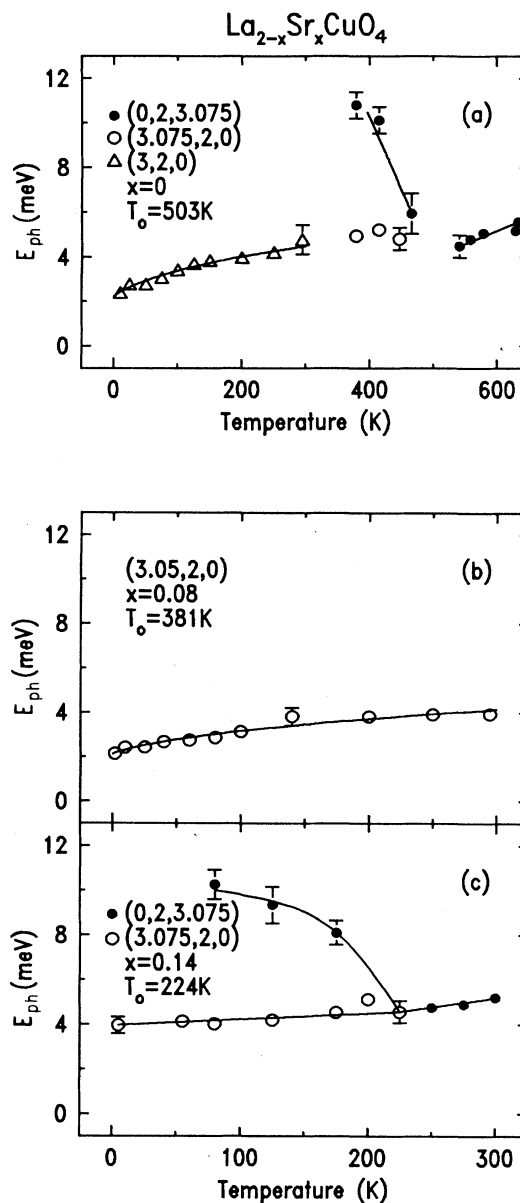 La₂₋ₓSrₓCuO₄
12
8
4
0
E_ph (meV)
● (0,2,3.075)
○ (3.075,2,0)
△ (3,2,0)
x=0
T_o=503K
(a)
0 200 400 600
Temperature (K)
12
8
4
0
E_ph (meV)
(3.05,2,0)
x=0.08
T_o=381K
(b)
12
8
4
0
E_ph (meV)
● (0,2,3.075)
○ (3.075,2,0)
x=0.14
T_o=224K
(c)
0 100 200 300
Temperature (K)